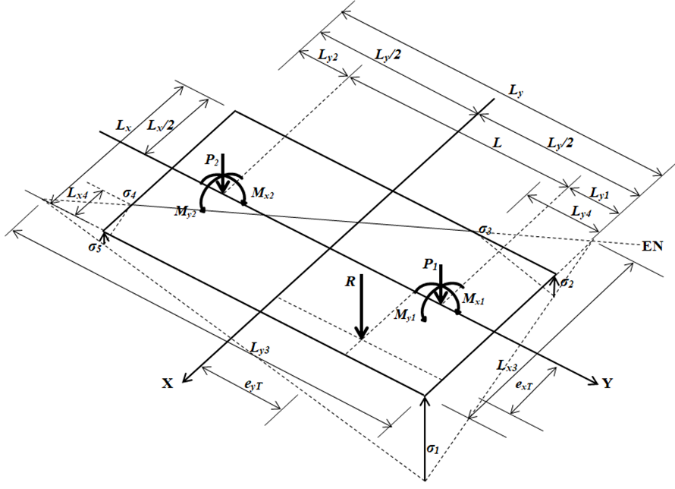 Ly2
Ly/2
Ly
Lx
Lx/2
L
Ly/2
P2
Ly1
Lx4
σ4
Mx2
Ly4
My2
σ3
EN
σ5
P1
σ2
R
Mx1
My1
Ly3
Lx3
X
eyT
exT
Y
σ1